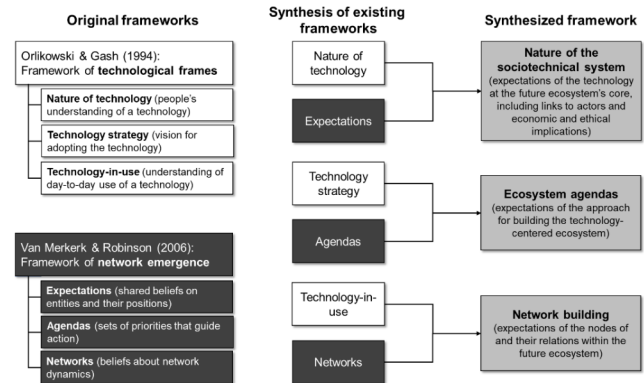 Original frameworks
Orlikowski & Gash (1994):
Framework of technological frames
Nature of technology (people's
understanding of a technology)
Technology strategy (vision for
adopting the technology)
Technology-in-use (understanding of
day-to-day use of a technology)
Van Merkerk & Robinson (2006):
Framework of network emergence
Expectations (shared beliefs on
entities and their positions)
Agendas (sets of priorities that guide
action)
Networks (beliefs about network
dynamics)
Synthesis of existing
frameworks
Nature of
technology
Expectations
Technology
strategy
Agendas
Technology-in-
use
Networks
Synthesized framework
Nature of the
sociotechnical system
(expectations of the technology
at the future ecosystem's core,
including links to actors and
economic and ethical
implications)
Ecosystem agendas
(expectations of the approach
for building the technology-
centered ecosystem)
Network building
(expectations of the nodes of
and their relations within the
future ecosystem)